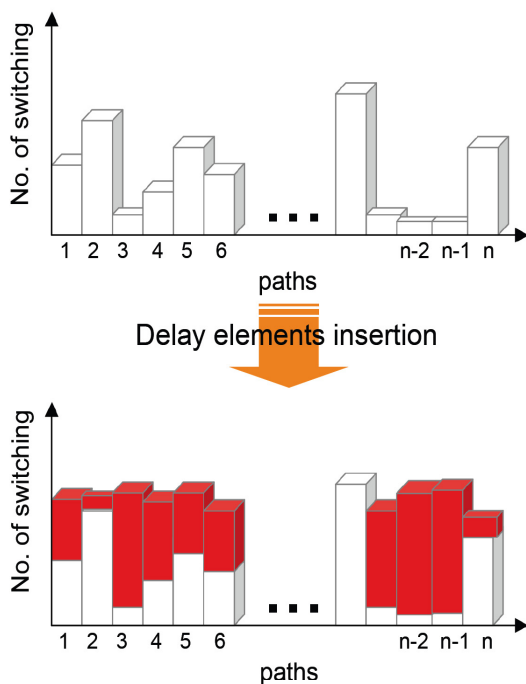 No. of switching
1 2 3 4 5 6 ... n-2 n-1 n
paths
Delay elements insertion
No. of switching
1 2 3 4 5 6 ... n-2 n-1 n
paths